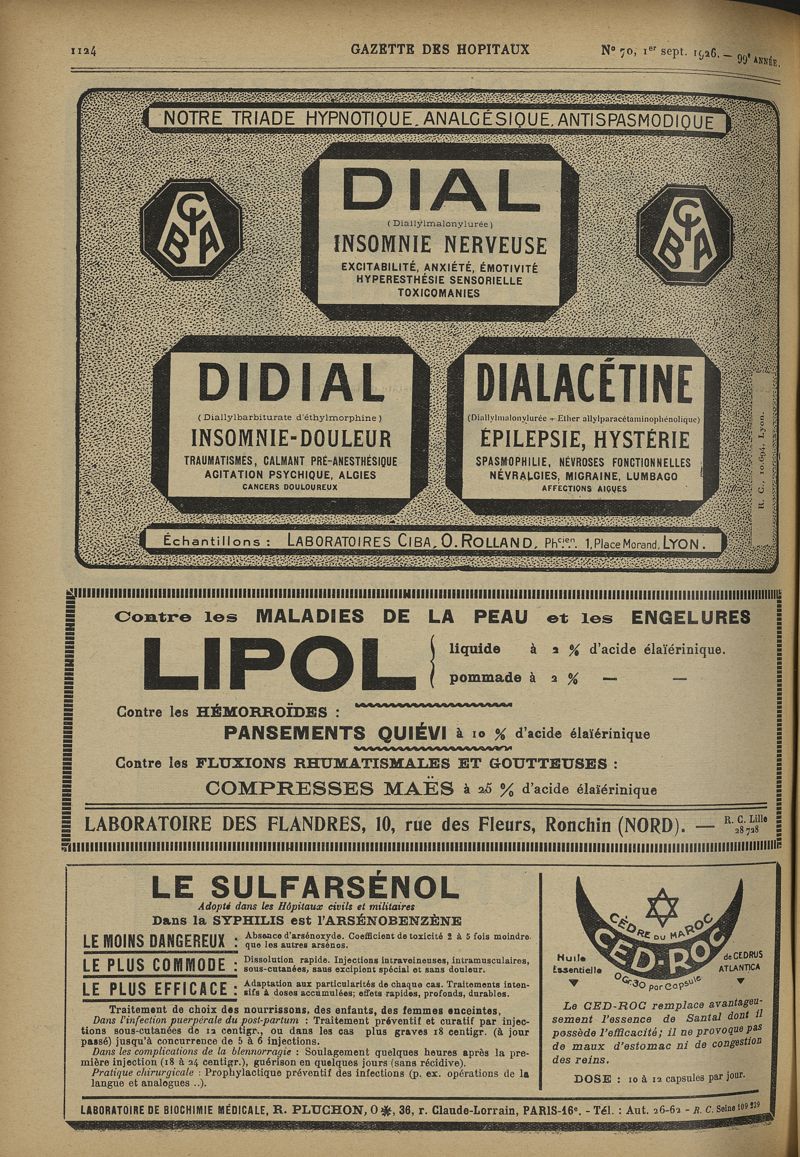 1124 GAZETTE DES HOPITAUX N° 70, 1er sept. 1926. — 99e ANNÉE.
NOTRE TRIADE HYPNOTIQUE. ANALGÉSIQUE. ANTISPASMODIQUE
CIBA
DIAL
(Diallylmalonylurée)
INSOMNIE NERVEUSE
EXCITABILITÉ, ANXIÉTÉ, ÉMOTIVITÉ
HYPERESTHÉSIE SENSORIELLE
TOXICOMANIES
CIBA
DIDIAL
(Diallylbarbiturate d'éthylmorphine)
INSOMNIE-DOULEUR
TRAUMATISMES, CALMANT PRÉ-ANESTHÉSIQUE
AGITATION PSYCHIQUE, ALGIES
CANCERS DOULOUREUX
DIALACÉTINE
(Diallylmalonylurée + Ether allylparacétaminophénolique)
ÉPILEPSIE, HYSTÉRIE
SPASMOPHILIE, NÉVROSES FONCTIONNELLES
NÉVRALGIES, MIGRAINE, LUMBAGO
AFFECTIONS AIGUES
R. C., 10.694, Lyon.
Échantillons : LABORATOIRES CIBA, O. ROLLAND, Phcien. 1, Place Morand, LYON.
Contre les MALADIES DE LA PEAU et les ENGELURES
LIPOL
liquide à 2 % d'acide élaïérinique.
pommade à 2 % — —
Contre les HÉMORROÏDES :
PANSEMENTS QUIÉVI à 10 % d'acide élaïérinique
Contre les FLUXIONS RHUMATISMALES ET GOUTTEUSES :
COMPRESSES MAËS à 25 % d'acide élaïérinique
LABORATOIRE DES FLANDRES, 10, rue des Fleurs, Ronchin (NORD). — R. C. Lille 28 728
LE SULFARSÉNOL
Adopté dans les Hôpitaux civils et militaires
Dans la SYPHILIS est l'ARSÉNOBENZÈNE
LE MOINS DANGEREUX : Absence d'arsénoxyde. Coefficient de toxicité 2 à 5 fois moindre
que les autres arsénos.
LE PLUS COMMODE : Dissolution rapide. Injections intraveineuses, intramusculaires,
sous-cutanées, sans excipient spécial et sans douleur.
LE PLUS EFFICACE : Adaptation aux particularités de chaque cas. Traitements inten-
sifs à doses accumulées; effets rapides, profonds, durables.
Traitement de choix des nourrissons, des enfants, des femmes enceintes,
Dans l'infection puerpérale du post-partum : Traitement préventif et curatif par injec-
tions sous-cutanées de 12 centigr., ou dans les cas plus graves 18 centigr. (à jour
passé) jusqu'à concurrence de 5 à 6 injections.
Dans les complications de la blennorragie : Soulagement quelques heures après la pre-
mière injection (18 à 24 centigr.), guérison en quelques jours (sans récidive).
Pratique chirurgicale : Prophylactique préventif des infections (p. ex. opérations de la
langue et analogues ..).
CÈDRE DU MAROC
CED-ROC
0Gr30 par Capsule
Huile
Essentielle
de CEDRUS
ATLANTICA
Le CED-ROC remplace avantageu-
sement l'essence de Santal dont il
possède l'efficacité; il ne provoque pas
de maux d'estomac ni de congestion
des reins.
DOSE : 10 à 12 capsules par jour.
LABORATOIRE DE BIOCHIMIE MÉDICALE, R. PLUCHON, O ✻, 36, r. Claude-Lorrain, PARIS-16e. - Tél. : Aut. 26-62 - R. C. Seine 109 239